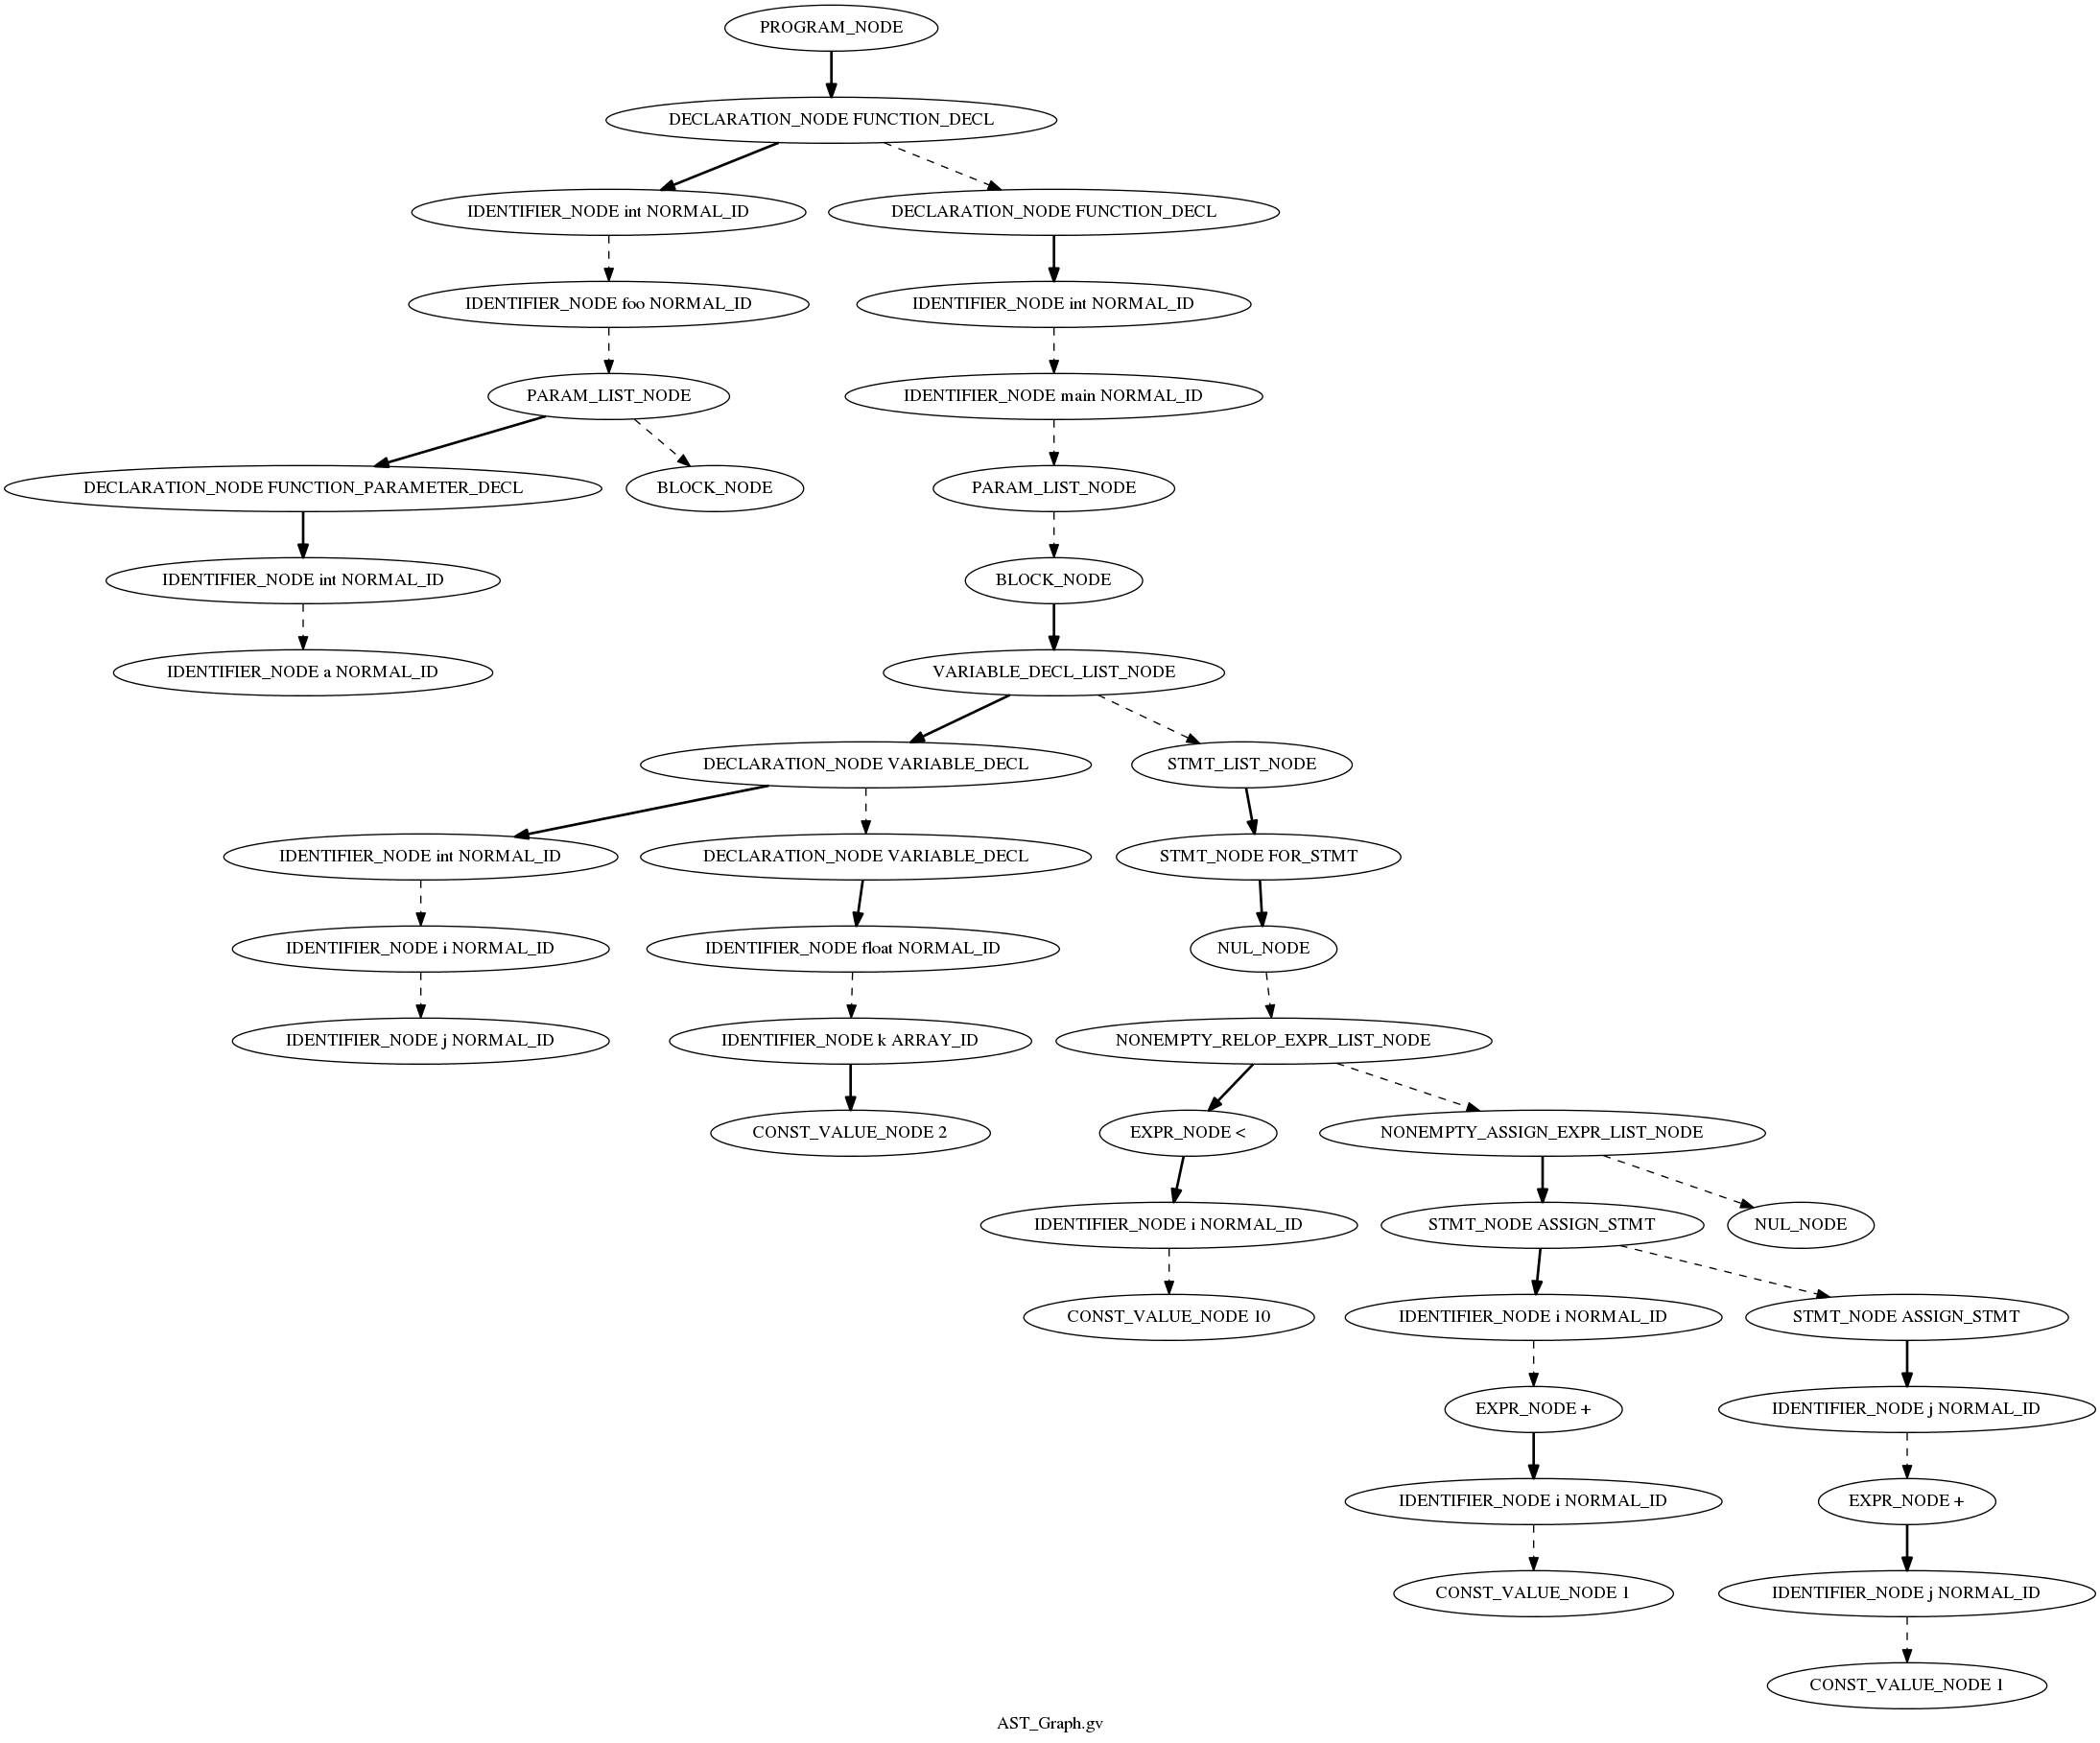 PROGRAM_NODE
DECLARATION_NODE FUNCTION_DECL
IDENTIFIER_NODE int NORMAL_ID
DECLARATION_NODE FUNCTION_DECL
IDENTIFIER_NODE foo NORMAL_ID
IDENTIFIER_NODE int NORMAL_ID
PARAM_LIST_NODE
IDENTIFIER_NODE main NORMAL_ID
DECLARATION_NODE FUNCTION_PARAMETER_DECL
BLOCK_NODE
PARAM_LIST_NODE
IDENTIFIER_NODE int NORMAL_ID
BLOCK_NODE
IDENTIFIER_NODE a NORMAL_ID
VARIABLE_DECL_LIST_NODE
DECLARATION_NODE VARIABLE_DECL
STMT_LIST_NODE
IDENTIFIER_NODE int NORMAL_ID
DECLARATION_NODE VARIABLE_DECL
STMT_NODE FOR_STMT
IDENTIFIER_NODE i NORMAL_ID
IDENTIFIER_NODE float NORMAL_ID
NUL_NODE
IDENTIFIER_NODE j NORMAL_ID
IDENTIFIER_NODE k ARRAY_ID
NONEMPTY_RELOP_EXPR_LIST_NODE
CONST_VALUE_NODE 2
EXPR_NODE <
NONEMPTY_ASSIGN_EXPR_LIST_NODE
IDENTIFIER_NODE i NORMAL_ID
STMT_NODE ASSIGN_STMT
NUL_NODE
CONST_VALUE_NODE 10
IDENTIFIER_NODE i NORMAL_ID
STMT_NODE ASSIGN_STMT
EXPR_NODE +
IDENTIFIER_NODE j NORMAL_ID
IDENTIFIER_NODE i NORMAL_ID
EXPR_NODE +
CONST_VALUE_NODE 1
IDENTIFIER_NODE j NORMAL_ID
CONST_VALUE_NODE 1
AST_Graph.gv